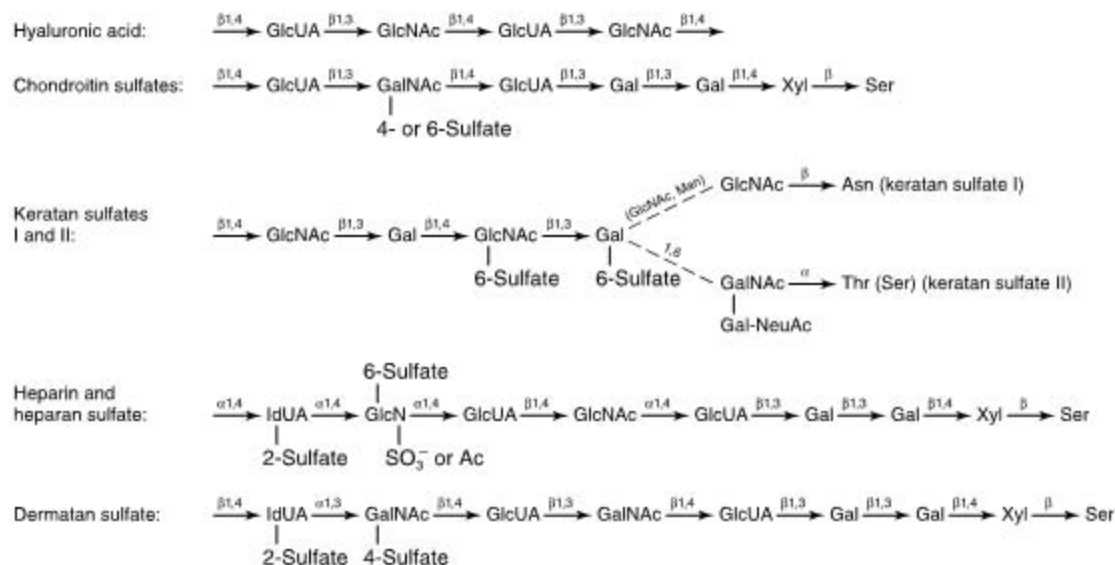 Hyaluronic acid: β1,4 GlcUA β1,3 GlcNAc β1,4 GlcUA β1,3 GlcNAc β1,4
Chondroitin sulfates: β1,4 GlcUA β1,3 GalNAc β1,4 GlcUA β1,3 Gal β1,3 Gal β1,4 Xyl β Ser
4- or 6-Sulfate
(GlcNAc, Man) GlcNAc β Asn (keratan sulfate I)
Keratan sulfates
I and II: β1,4 GlcNAc β1,3 Gal β1,4 GlcNAc β1,3 Gal
6-Sulfate 6-Sulfate
1,6 GalNAc α Thr (Ser) (keratan sulfate II)
Gal-NeuAc
6-Sulfate
Heparin and
heparan sulfate: α1,4 IdUA α1,4 GlcN α1,4 GlcUA β1,4 GlcNAc α1,4 GlcUA β1,3 Gal β1,3 Gal β1,4 Xyl β Ser
2-Sulfate SO₃⁻ or Ac
Dermatan sulfate: β1,4 IdUA α1,3 GalNAc β1,4 GlcUA β1,3 GalNAc β1,4 GlcUA β1,3 Gal β1,3 Gal β1,4 Xyl β Ser
2-Sulfate 4-Sulfate